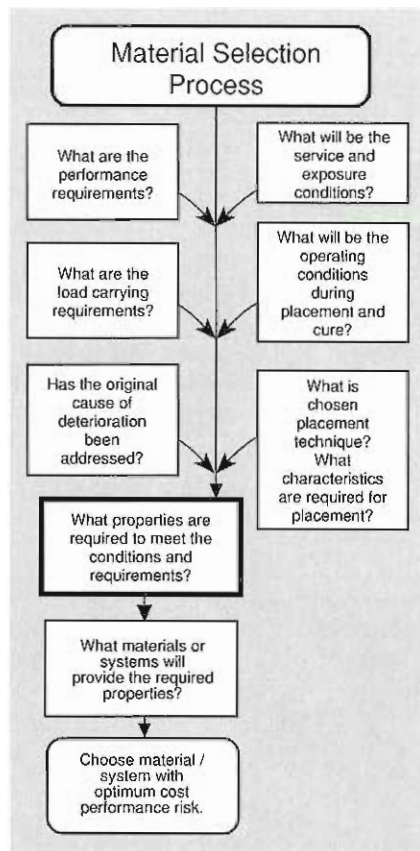 Material Selection
Process
What are the
performance
requirements?
What will be the
service and
exposure
conditions?
What are the
load carrying
requirements?
What will be the
operating
conditions
during
placement and
cure?
Has the original
cause of
deterioration
been
addressed?
What is
chosen
placement
technique?
What
characteristics
are required for
placement?
What properties are
required to meet the
conditions and
requirements?
What materials or
systems will
provide the required
properties?
Choose material /
system with
optimum cost
performance risk.